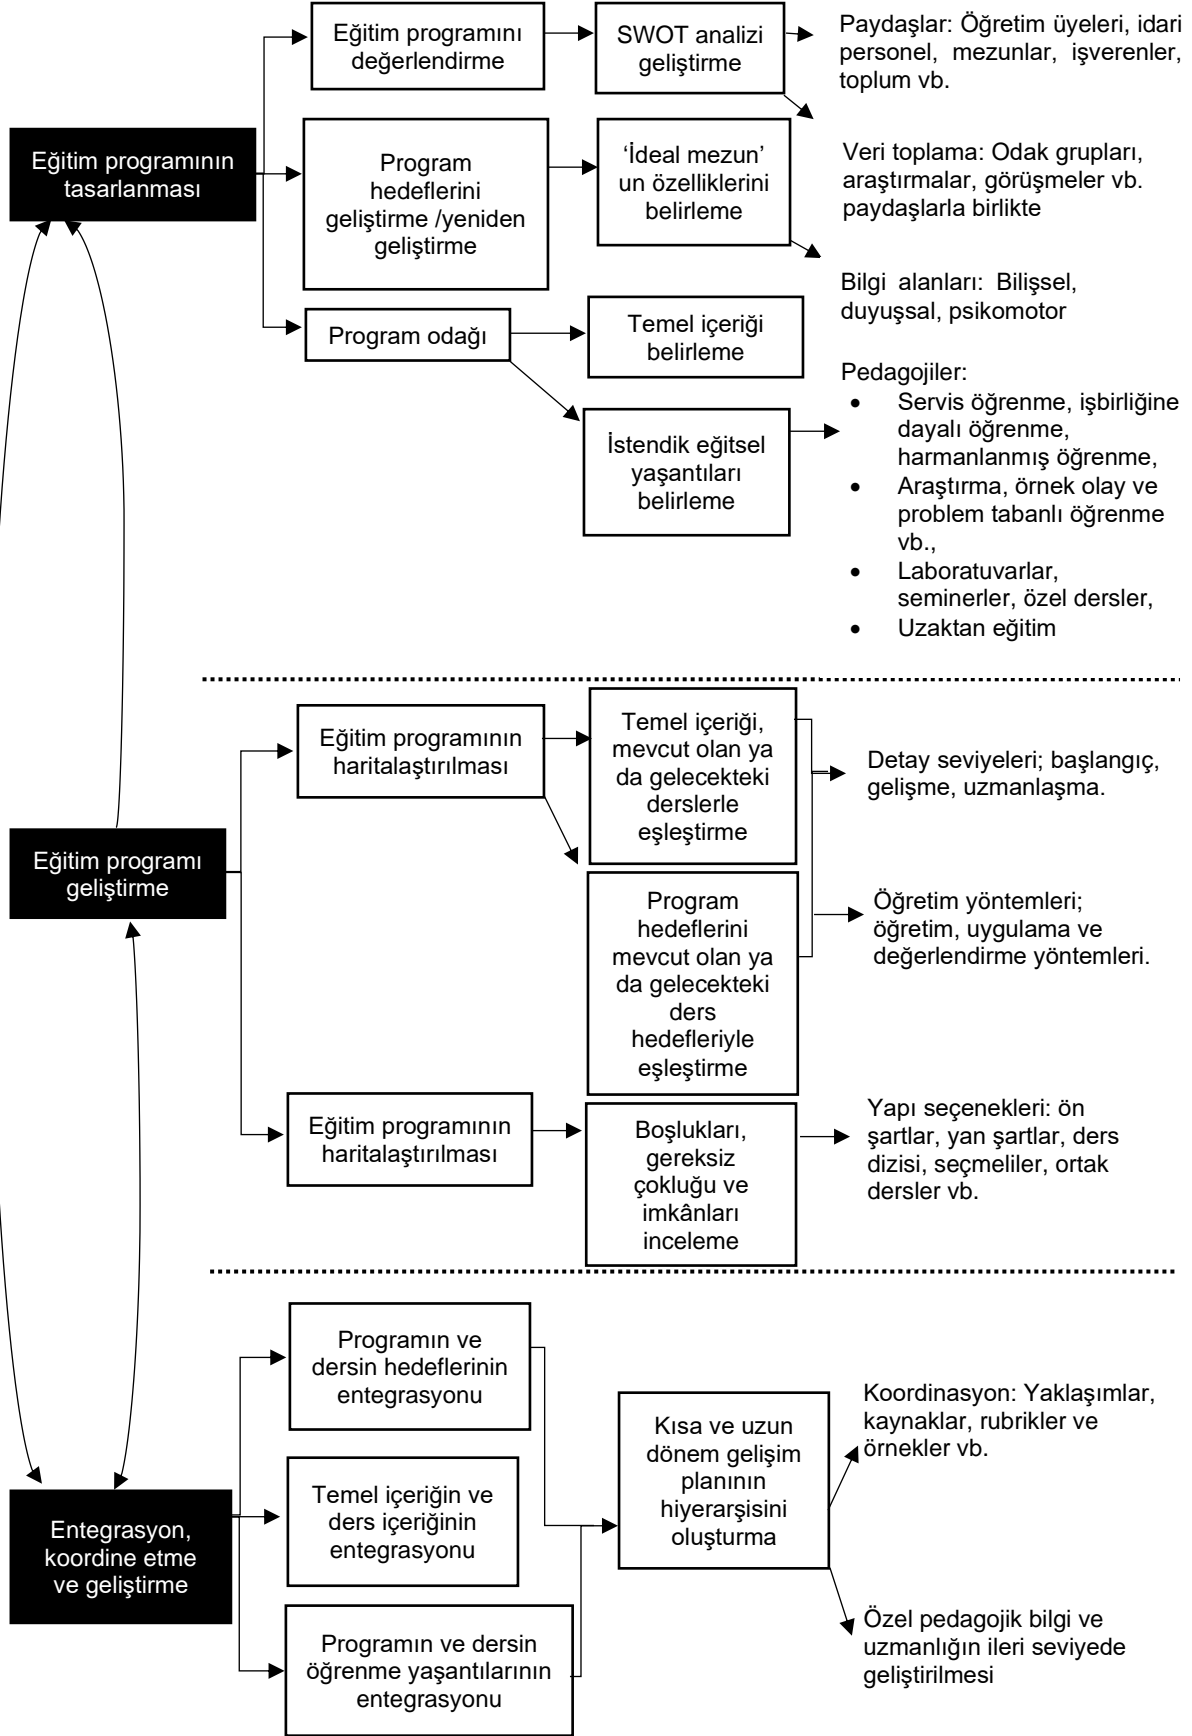 Eğitim programının
tasarlanması
Eğitim programını
değerlendirme
SWOT analizi
geliştirme
Paydaşlar: Öğretim üyeleri, idari
personel, mezunlar, işverenler,
toplum vb.
Program
hedeflerini
geliştirme /yeniden
geliştirme
‘İdeal mezun’
un özelliklerini
belirleme
Veri toplama: Odak grupları,
araştırmalar, görüşmeler vb.
paydaşlarla birlikte
Bilgi alanları: Bilişsel,
duyuşsal, psikomotor
Program odağı
Temel içeriği
belirleme
İstendik eğitsel
yaşantıları
belirleme
Pedagojiler:
• Servis öğrenme, işbirliğine
dayalı öğrenme,
harmanlanmış öğrenme,
• Araştırma, örnek olay ve
problem tabanlı öğrenme
vb.,
• Laboratuvarlar,
seminerler, özel dersler,
• Uzaktan eğitim
Eğitim programı
geliştirme
Eğitim programının
haritalaştırılması
Temel içeriği,
mevcut olan ya
da gelecekteki
derslerle
eşleştirme
Detay seviyeleri; başlangıç,
gelişme, uzmanlaşma.
Program
hedeflerini
mevcut olan ya
da gelecekteki
ders
hedefleriyle
eşleştirme
Öğretim yöntemleri;
öğretim, uygulama ve
değerlendirme yöntemleri.
Eğitim programının
haritalaştırılması
Boşlukları,
gereksiz
çokluğu ve
imkânları
inceleme
Yapı seçenekleri: ön
şartlar, yan şartlar, ders
dizisi, seçmeliler, ortak
dersler vb.
Entegrasyon,
koordine etme
ve geliştirme
Programın ve
dersin hedeflerinin
entegrasyonu
Temel içeriğin ve
ders içeriğinin
entegrasyonu
Programın ve dersin
öğrenme yaşantılarının
entegrasyonu
Kısa ve uzun
dönem gelişim
planının
hiyerarşisini
oluşturma
Koordinasyon: Yaklaşımlar,
kaynaklar, rubrikler ve
örnekler vb.
Özel pedagojik bilgi ve
uzmanlığın ileri seviyede
geliştirilmesi